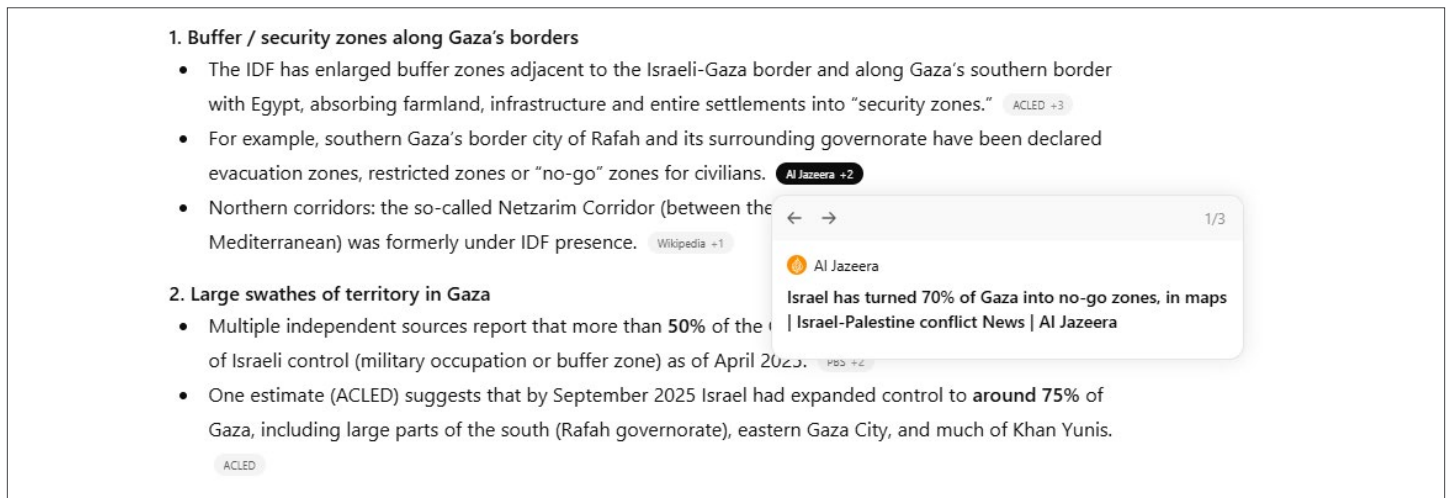 1. Buffer / security zones along Gaza's borders
• The IDF has enlarged buffer zones adjacent to the Israeli-Gaza border and along Gaza's southern border
with Egypt, absorbing farmland, infrastructure and entire settlements into “security zones.” ACLED +3
• For example, southern Gaza's border city of Rafah and its surrounding governorate have been declared
evacuation zones, restricted zones or “no-go” zones for civilians. Al Jazeera +2
• Northern corridors: the so-called Netzarim Corridor (between the
Mediterranean) was formerly under IDF presence. Wikipedia +1
← → 1/3
Al Jazeera
Israel has turned 70% of Gaza into no-go zones, in maps
| Israel-Palestine conflict News | Al Jazeera
2. Large swathes of territory in Gaza
• Multiple independent sources report that more than 50% of the
of Israeli control (military occupation or buffer zone) as of April 2025. PBS +2
• One estimate (ACLED) suggests that by September 2025 Israel had expanded control to around 75% of
Gaza, including large parts of the south (Rafah governorate), eastern Gaza City, and much of Khan Yunis.
ACLED